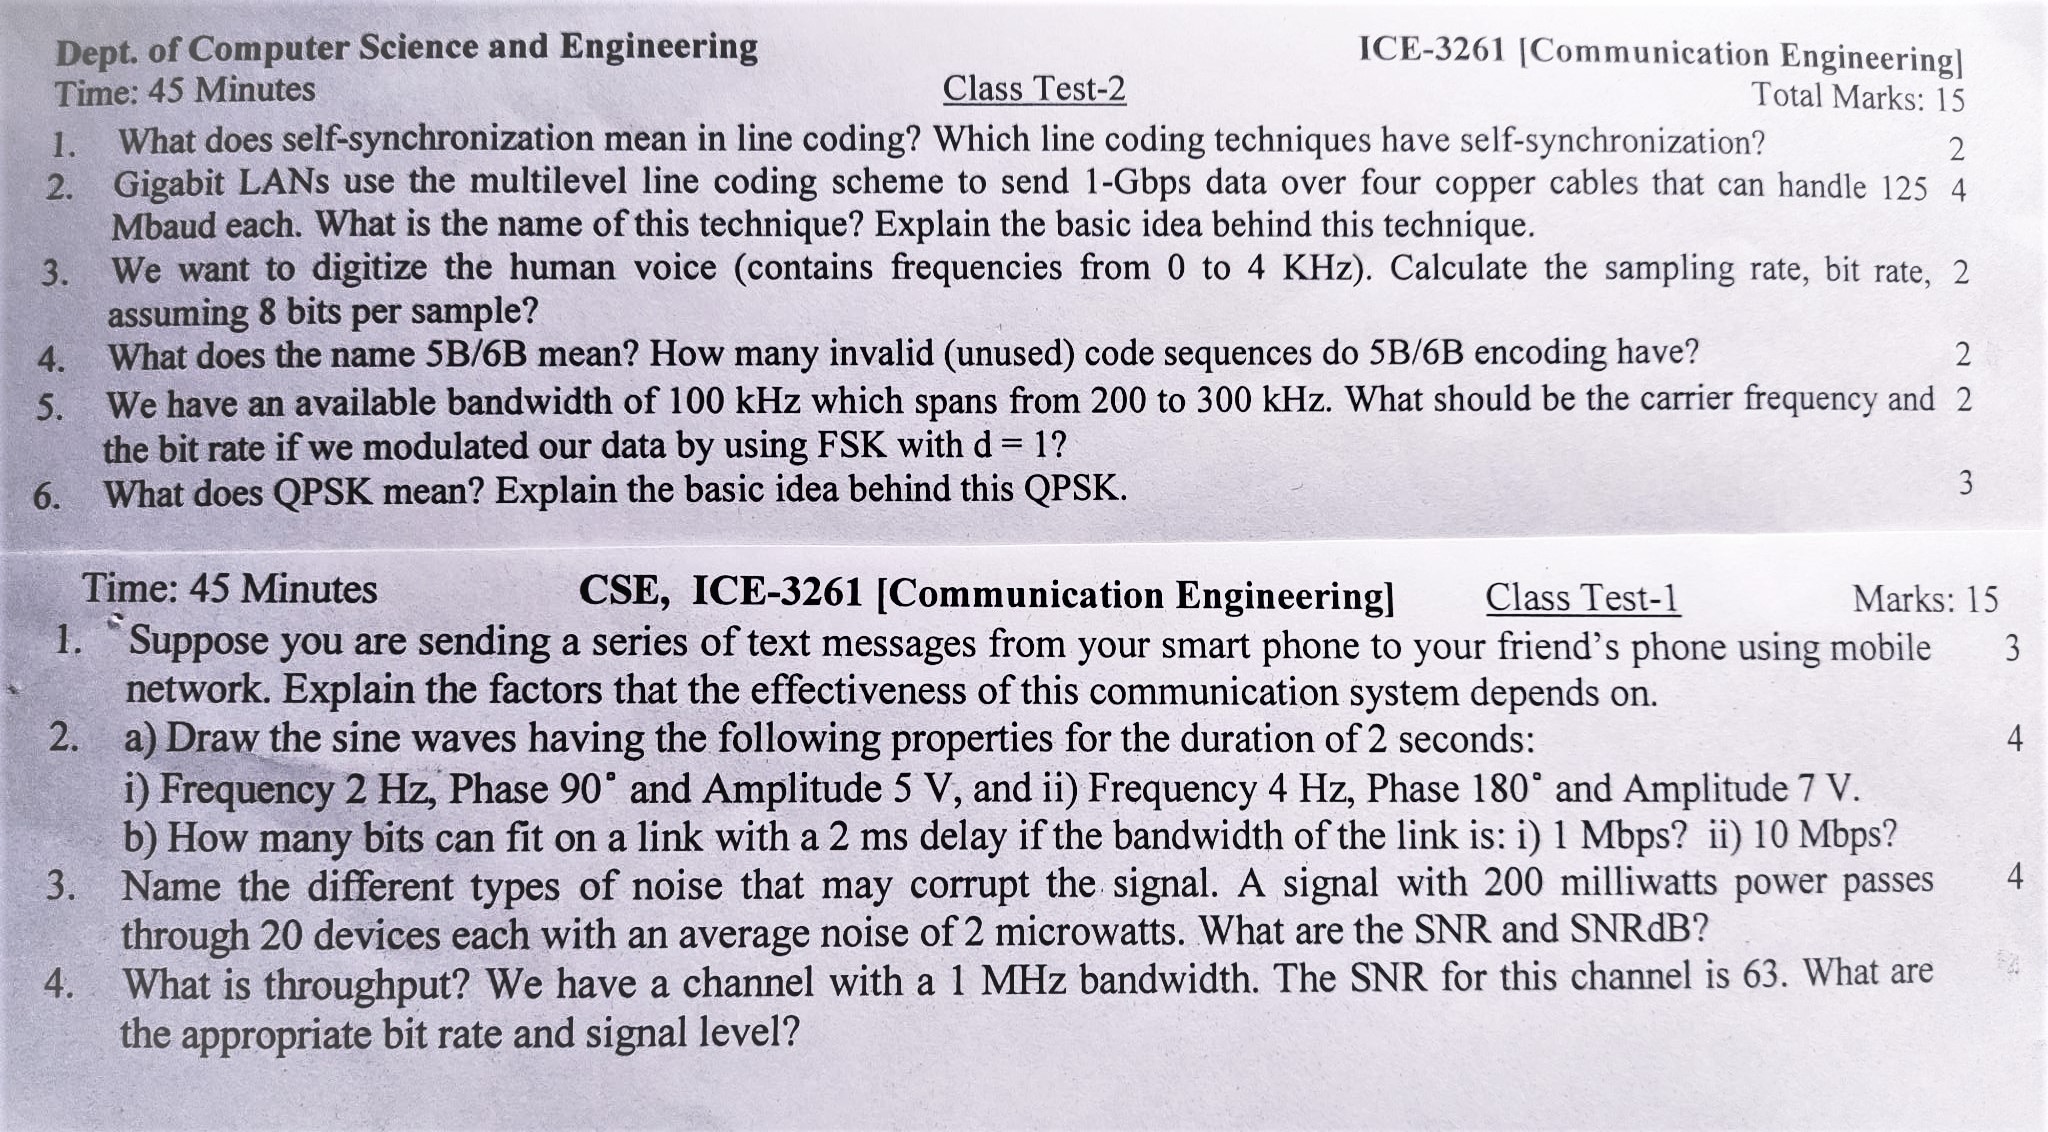 Dept. of Computer Science and Engineering ICE-3261 [Communication Engineering]
Time: 45 Minutes Class Test-2 Total Marks: 15
1. What does self-synchronization mean in line coding? Which line coding techniques have self-synchronization? 2
2. Gigabit LANs use the multilevel line coding scheme to send 1-Gbps data over four copper cables that can handle 125 4
Mbaud each. What is the name of this technique? Explain the basic idea behind this technique.
3. We want to digitize the human voice (contains frequencies from 0 to 4 KHz). Calculate the sampling rate, bit rate, 2
assuming 8 bits per sample?
4. What does the name 5B/6B mean? How many invalid (unused) code sequences do 5B/6B encoding have? 2
5. We have an available bandwidth of 100 kHz which spans from 200 to 300 kHz. What should be the carrier frequency and 2
the bit rate if we modulated our data by using FSK with d = 1?
6. What does QPSK mean? Explain the basic idea behind this QPSK. 3
Time: 45 Minutes CSE, ICE-3261 [Communication Engineering] Class Test-1 Marks: 15
1. Suppose you are sending a series of text messages from your smart phone to your friend's phone using mobile 3
network. Explain the factors that the effectiveness of this communication system depends on.
2. a) Draw the sine waves having the following properties for the duration of 2 seconds: 4
i) Frequency 2 Hz, Phase 90° and Amplitude 5 V, and ii) Frequency 4 Hz, Phase 180° and Amplitude 7 V.
b) How many bits can fit on a link with a 2 ms delay if the bandwidth of the link is: i) 1 Mbps? ii) 10 Mbps?
3. Name the different types of noise that may corrupt the signal. A signal with 200 milliwatts power passes 4
through 20 devices each with an average noise of 2 microwatts. What are the SNR and SNRdB?
4. What is throughput? We have a channel with a 1 MHz bandwidth. The SNR for this channel is 63. What are
the appropriate bit rate and signal level?